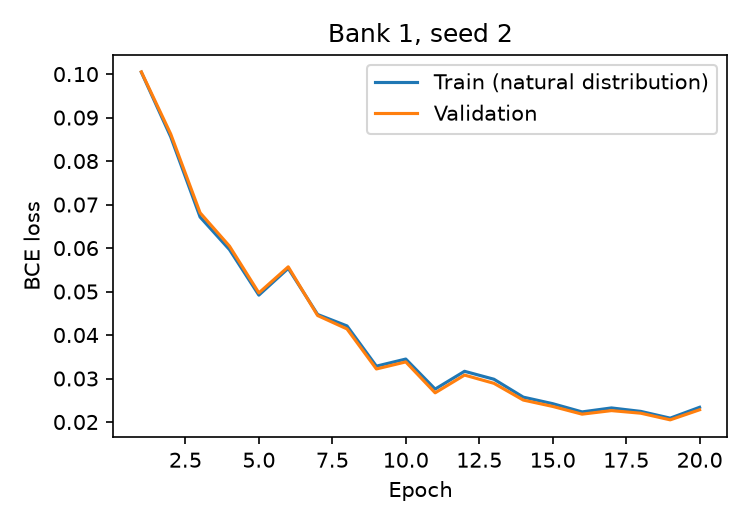 Bank 1, seed 2
Train (natural distribution)
Validation
BCE loss
0.10
0.09
0.08
0.07
0.06
0.05
0.04
0.03
0.02
2.5 5.0 7.5 10.0 12.5 15.0 17.5 20.0
Epoch